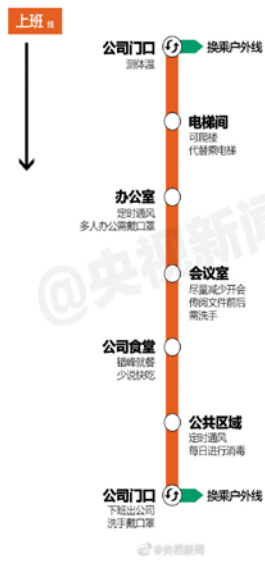 上班 线
公司门口
测体温
换乘户外线
电梯间
可爬楼
代替乘电梯
办公室
定时通风
多人办公需戴口罩
会议室
尽量减少开会
传阅文件前后
需洗手
公司食堂
错峰就餐
少说快吃
公共区域
定时通风
每日进行消毒
公司门口
下班出公司
洗手戴口罩
换乘户外线
@央视新闻
@央视新闻